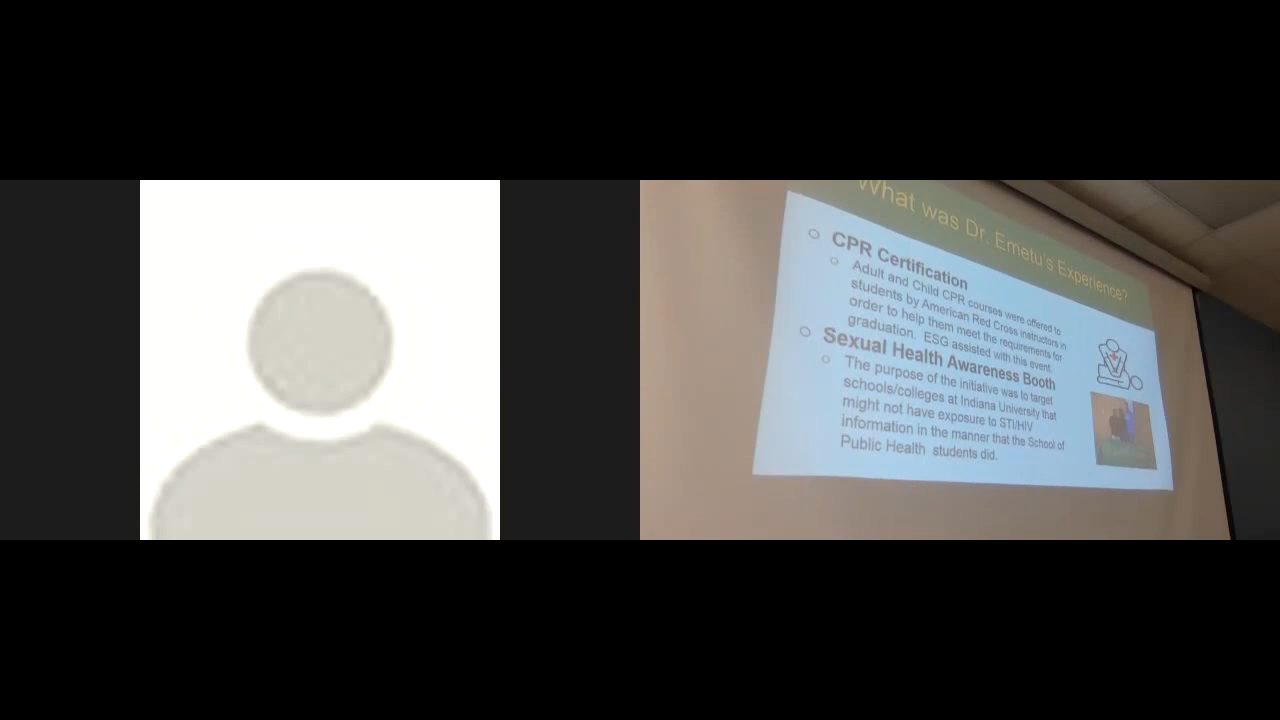 What was Dr. Emetu's Experience?
CPR Certification
Adult and Child CPR courses were offered to
students by American Red Cross instructors in
order to help them meet the requirements for
graduation. ESG assisted with this event.
Sexual Health Awareness Booth
The purpose of the initiative was to target
schools/colleges at Indiana University that
might not have exposure to STI/HIV
information in the manner that the School of
Public Health students did.